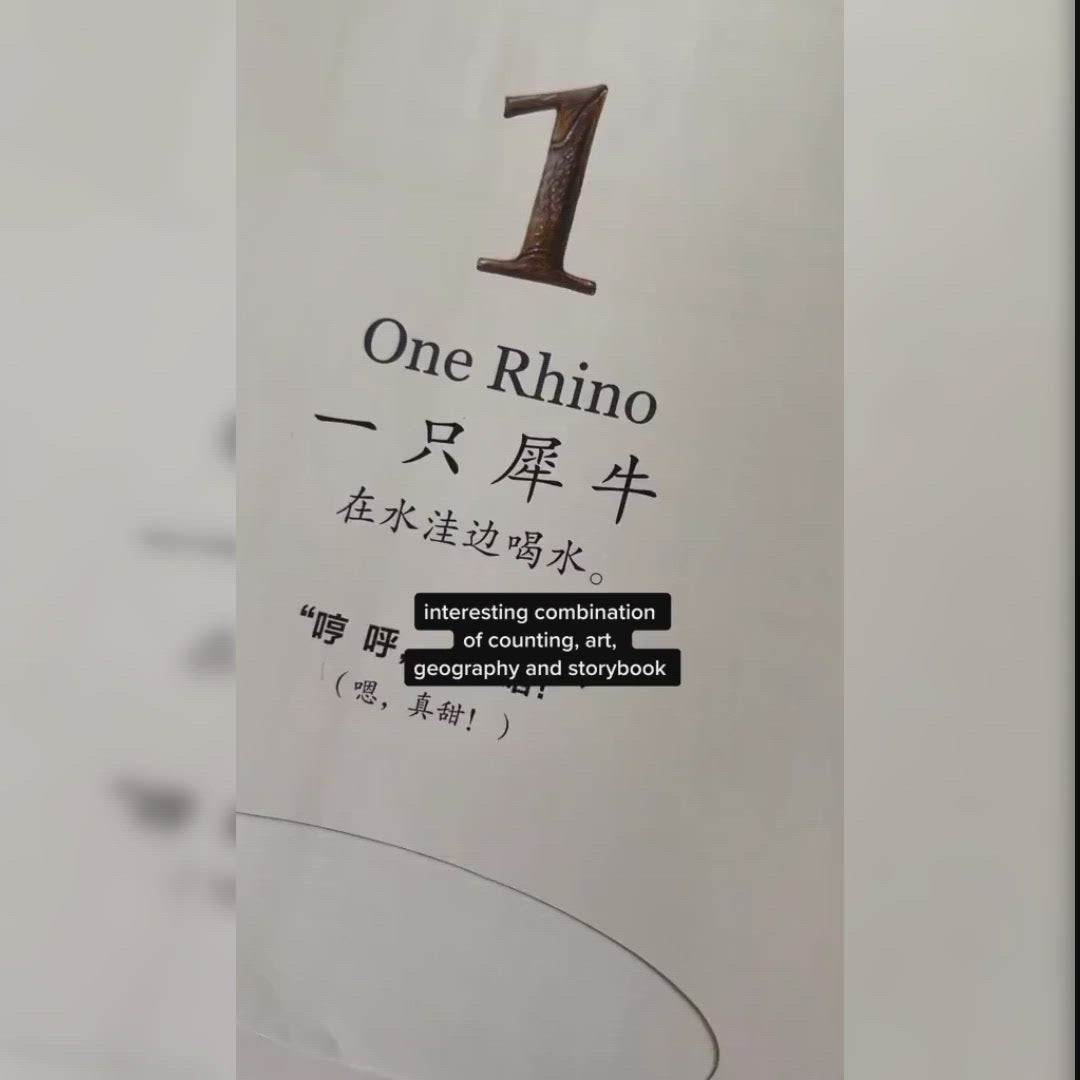 1
One Rhino
一只犀牛
在水洼边喝水。
“哼 呼,
interesting combination
of counting, art,
geography and storybook
(嗯，真甜！)